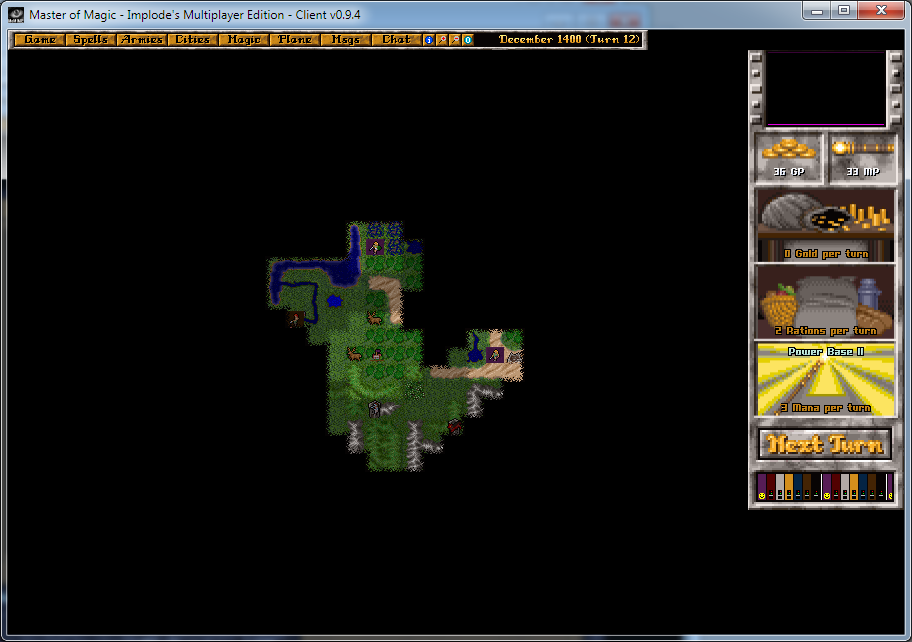 Master of Magic - Implode's Multiplayer Edition - Client v0.9.4
Game Spells Armies Cities Magic Plane Msgs Chat December 1400 (Turn 12)
36 GP 33 MP
8 Gold per turn
2 Rations per turn
Power Base 11
3 Mana per turn
Next Turn